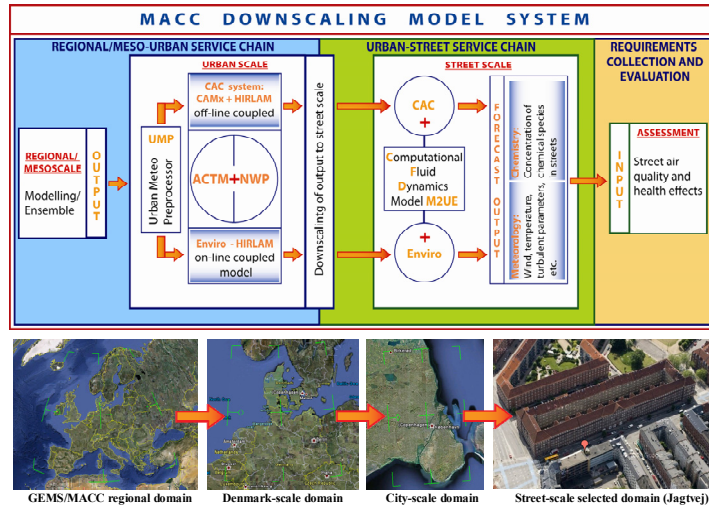 MACC DOWNSCALING MODEL SYSTEM
REGIONAL/MESO-URBAN SERVICE CHAIN
URBAN-STREET SERVICE CHAIN
REQUIREMENTS
COLLECTION AND
EVALUATION
REGIONAL/
MESOSCALE
Modelling/
Ensemble
OUTPUT
UMP
Urban Meteo
Preprocessor
URBAN SCALE
CAC system:
CAMx + HIRLAM
off-line coupled
ACTM+NWP
Enviro - HIRLAM
on-line coupled
model
Downscalintg of output to street scale
STREET SCALE
CAC
+
Computational
Fluid
Dynamics
Model M2UE
+
Enviro
FORECAST OUTPUT
Chemistry:
Concentration of
chemical species
in streets
Meteorology:
Wind, temperature,
turbulent parameters,
etc.
INPUT
ASSESSMENT
Street air
quality and
health effects
GEMS/MACC regional domain
Denmark-scale domain
City-scale domain
Street-scale selected domain (Jagtvej)